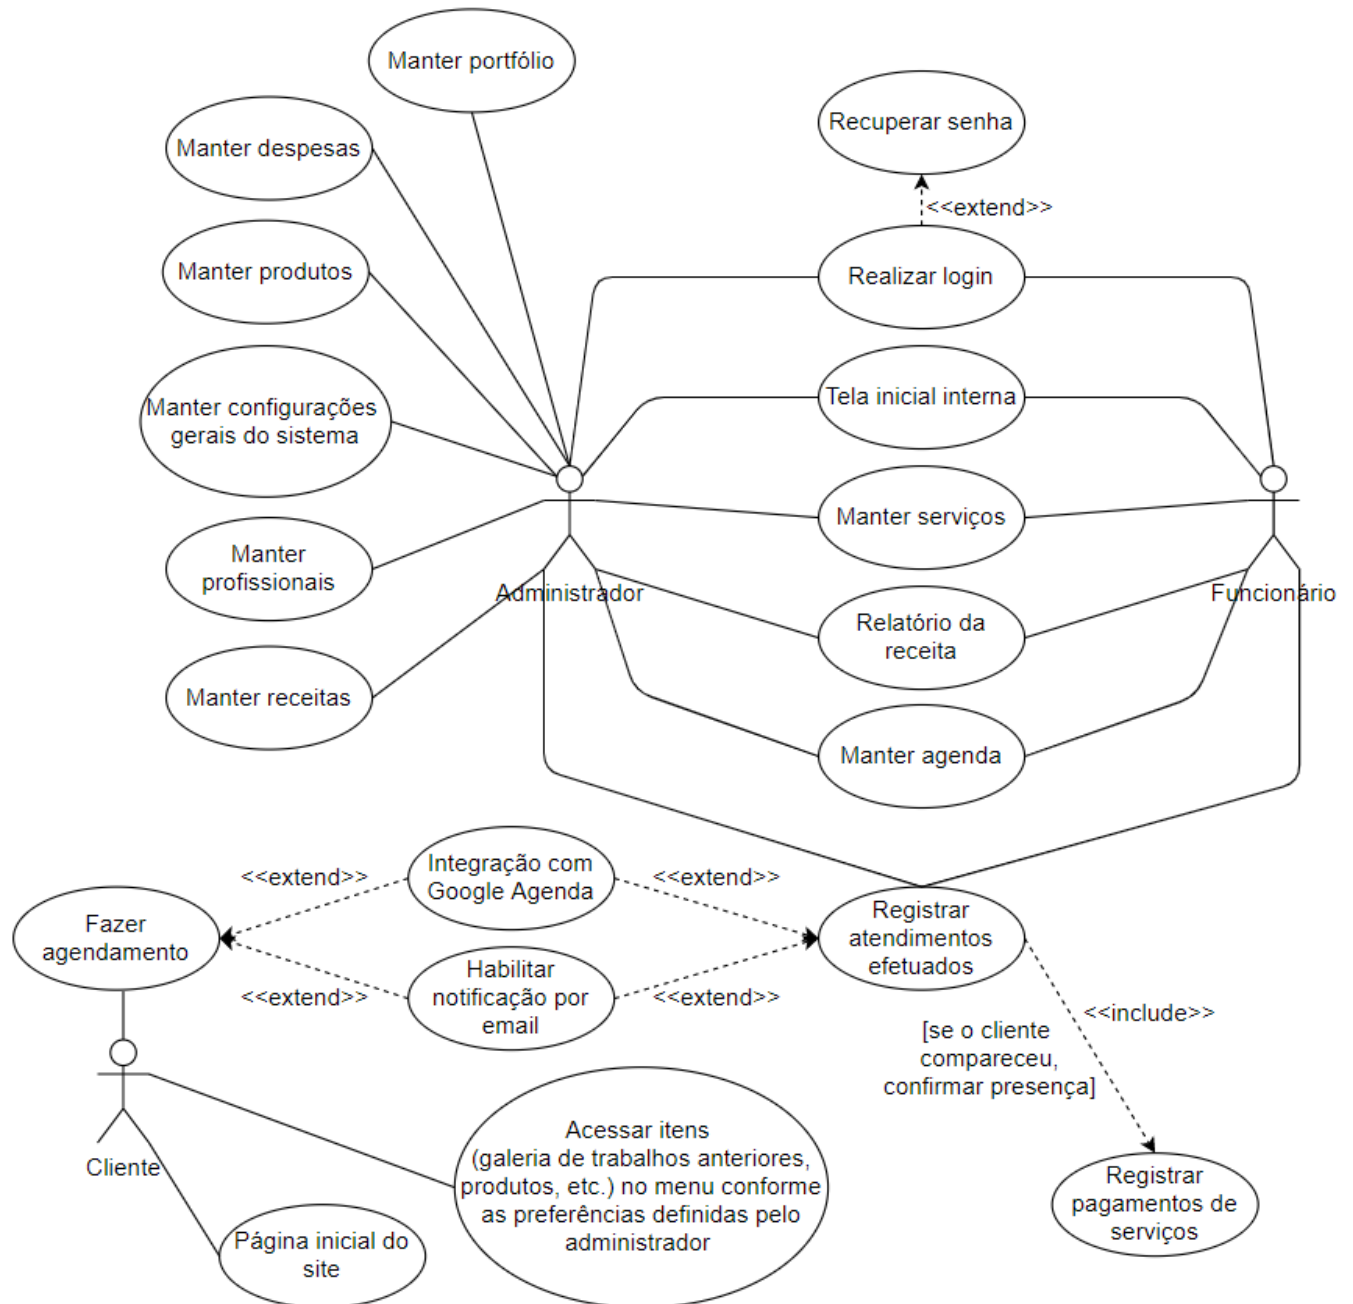 Manter portfólio
Recuperar senha
Manter despesas
<<extend>>
Manter produtos
Realizar login
Manter configurações
gerais do sistema
Tela inicial interna
Manter serviços
Manter
profissionais
Administrador
Funcionário
Relatório da
receita
Manter receitas
Manter agenda
Integração com
Google Agenda
<<extend>>
<<extend>>
Fazer
agendamento
Registrar
atendimentos
efetuados
Habilitar
notificação por
email
<<extend>>
<<extend>>
<<include>>
[se o cliente
compareceu,
confirmar presença]
Cliente
Acessar itens
(galeria de trabalhos anteriores,
produtos, etc.) no menu conforme
as preferências definidas pelo
administrador
Registrar
pagamentos de
serviços
Página inicial do
site